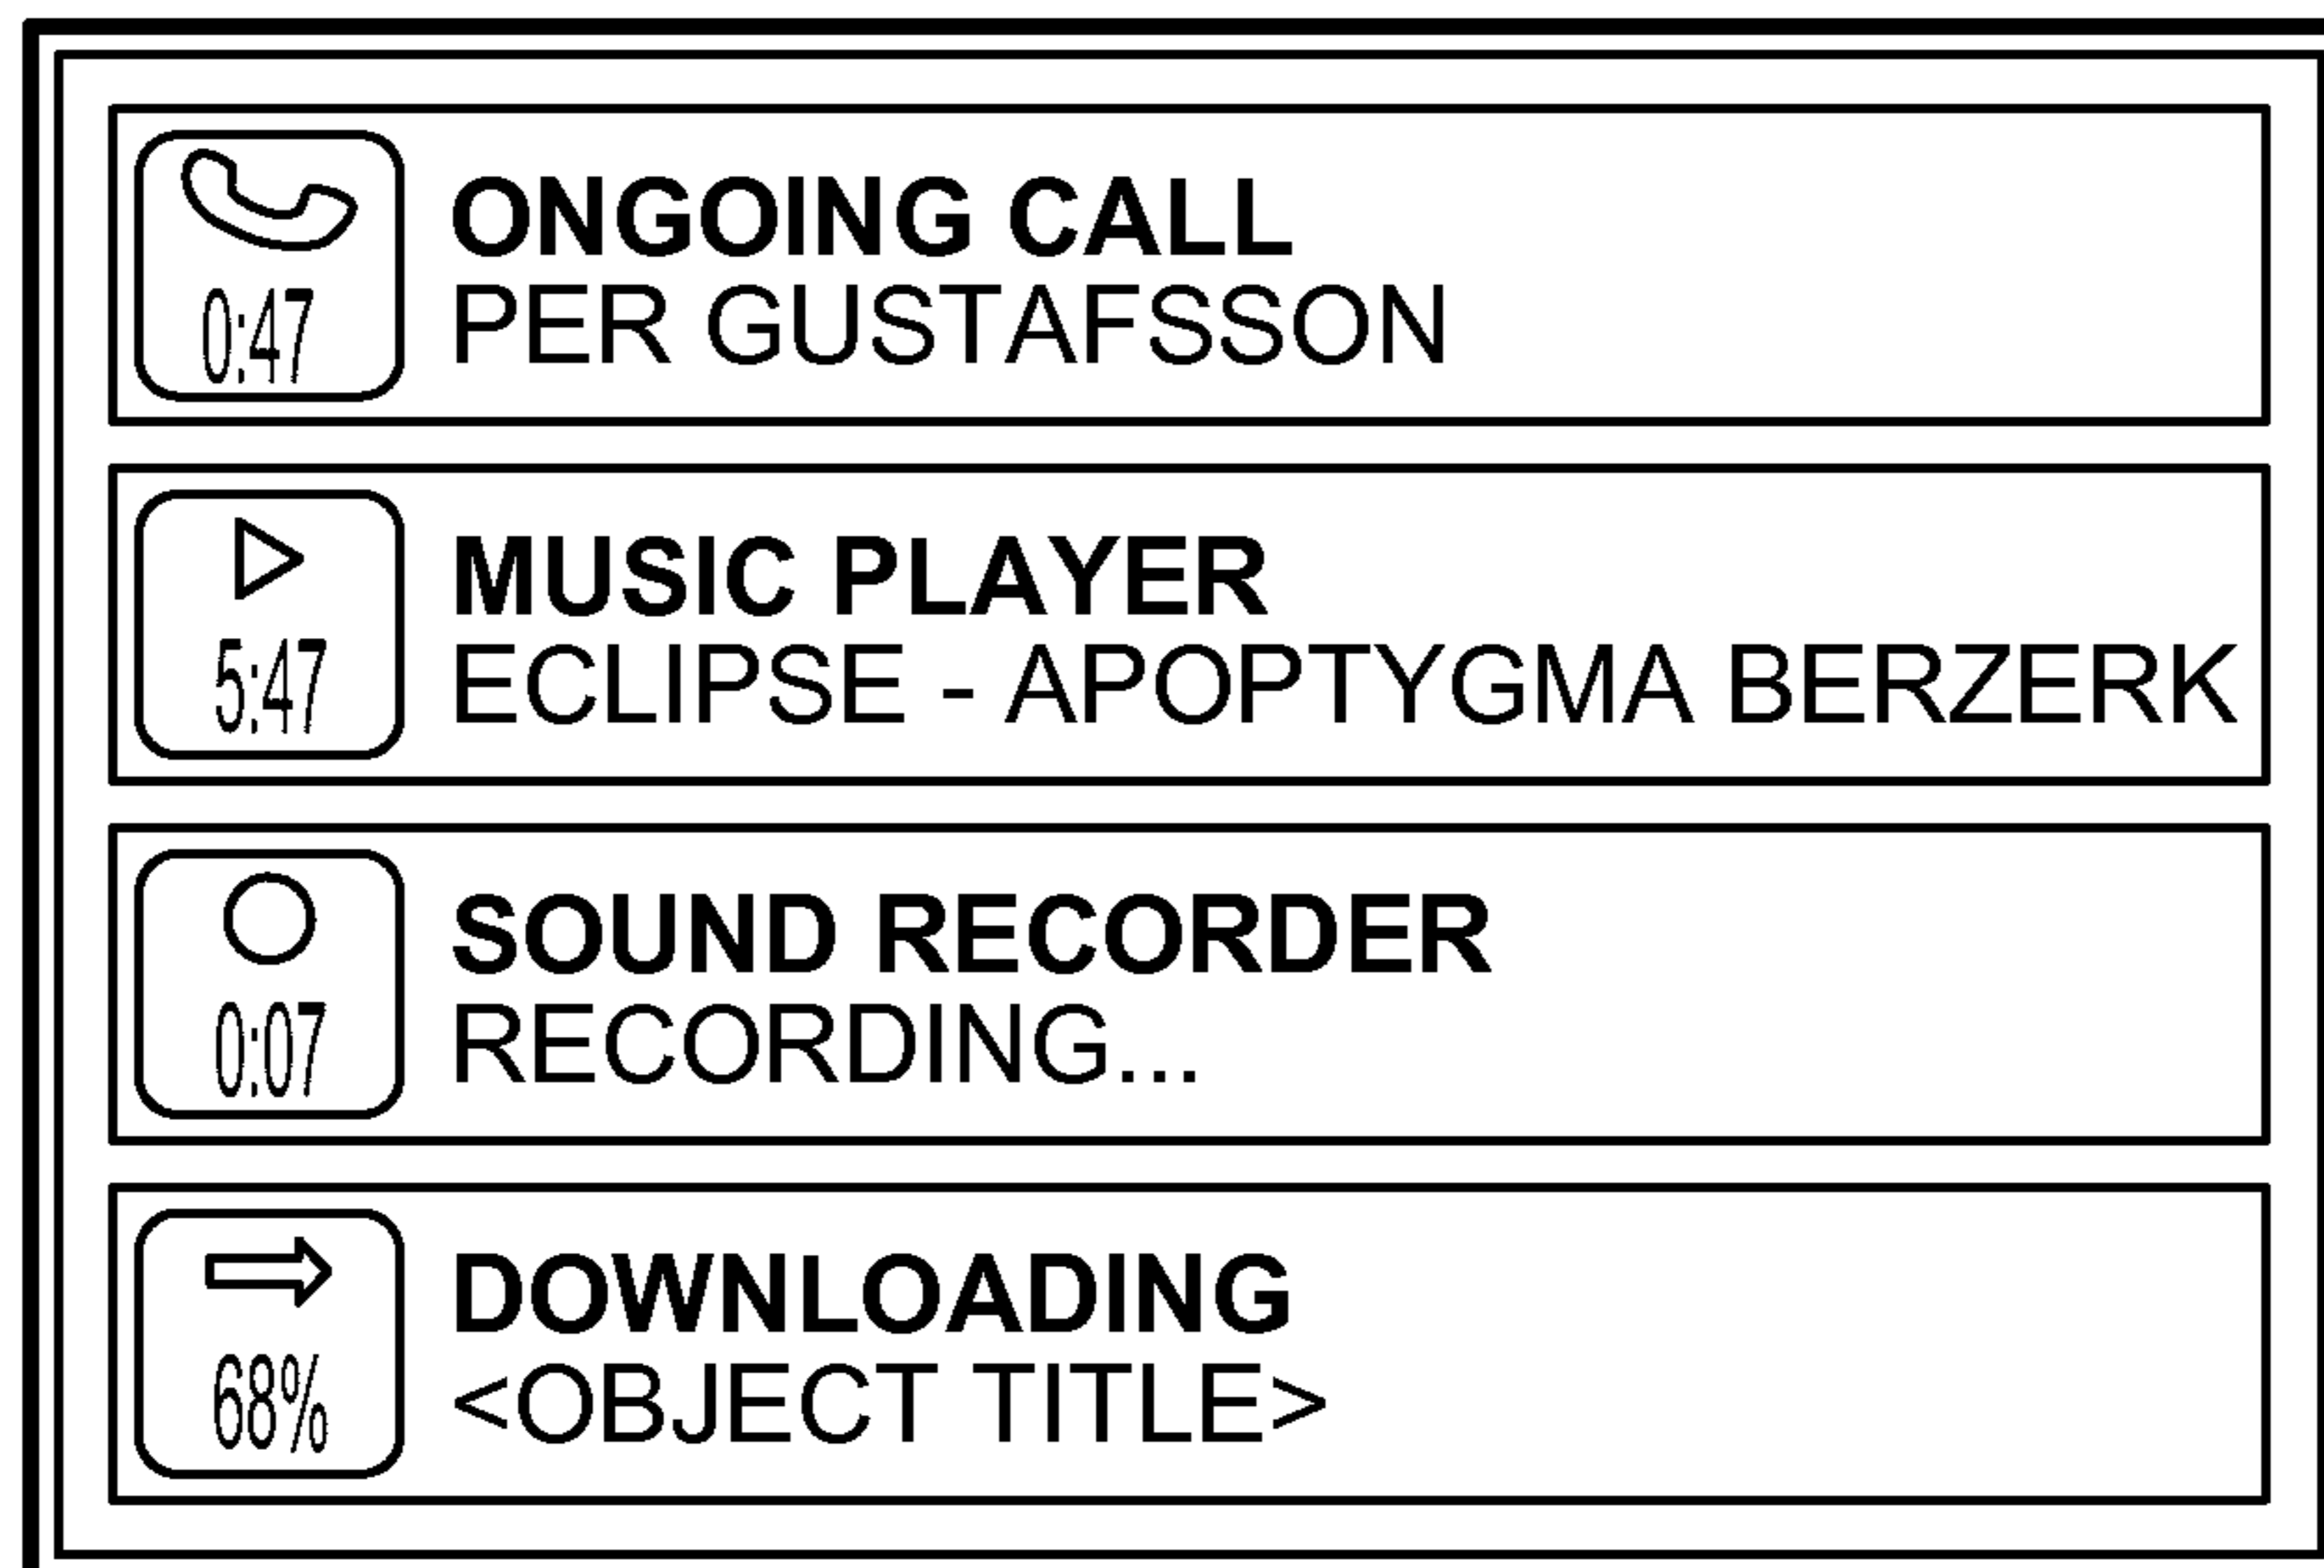 ONGOING CALL
PER GUSTAFSSON
0:47
MUSIC PLAYER
ECLIPSE - APOPTYGMA BERZERK
5:47
SOUND RECORDER
RECORDING...
0:07
DOWNLOADING
<OBJECT TITLE>
68%